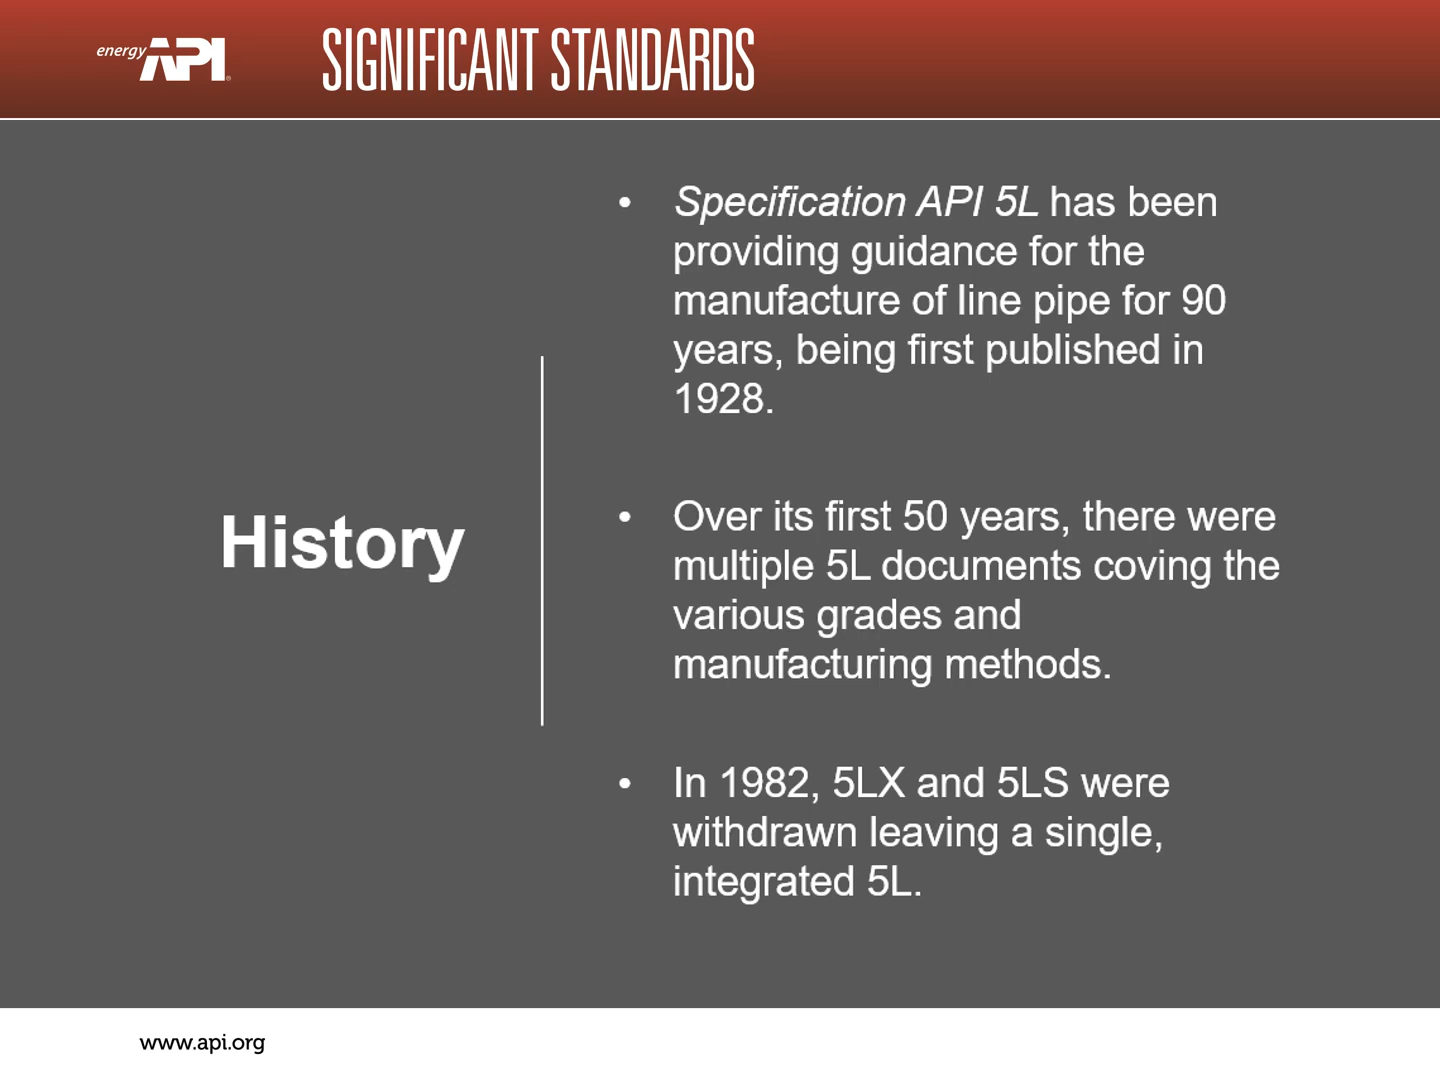 energy API
SIGNIFICANT STANDARDS
History
• Specification API 5L has been
providing guidance for the
manufacture of line pipe for 90
years, being first published in
1928.
• Over its first 50 years, there were
multiple 5L documents coving the
various grades and
manufacturing methods.
• In 1982, 5LX and 5LS were
withdrawn leaving a single,
integrated 5L.
www.api.org